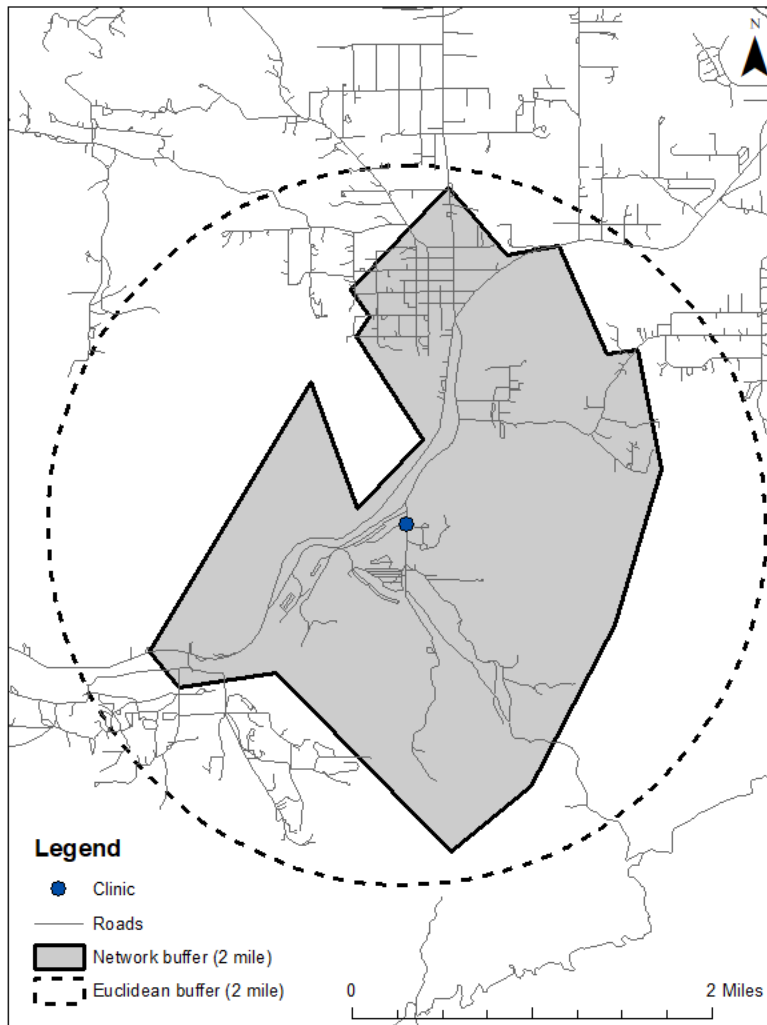 N
Legend
Clinic
Roads
Network buffer (2 mile)
Euclidean buffer (2 mile)
0 2 Miles